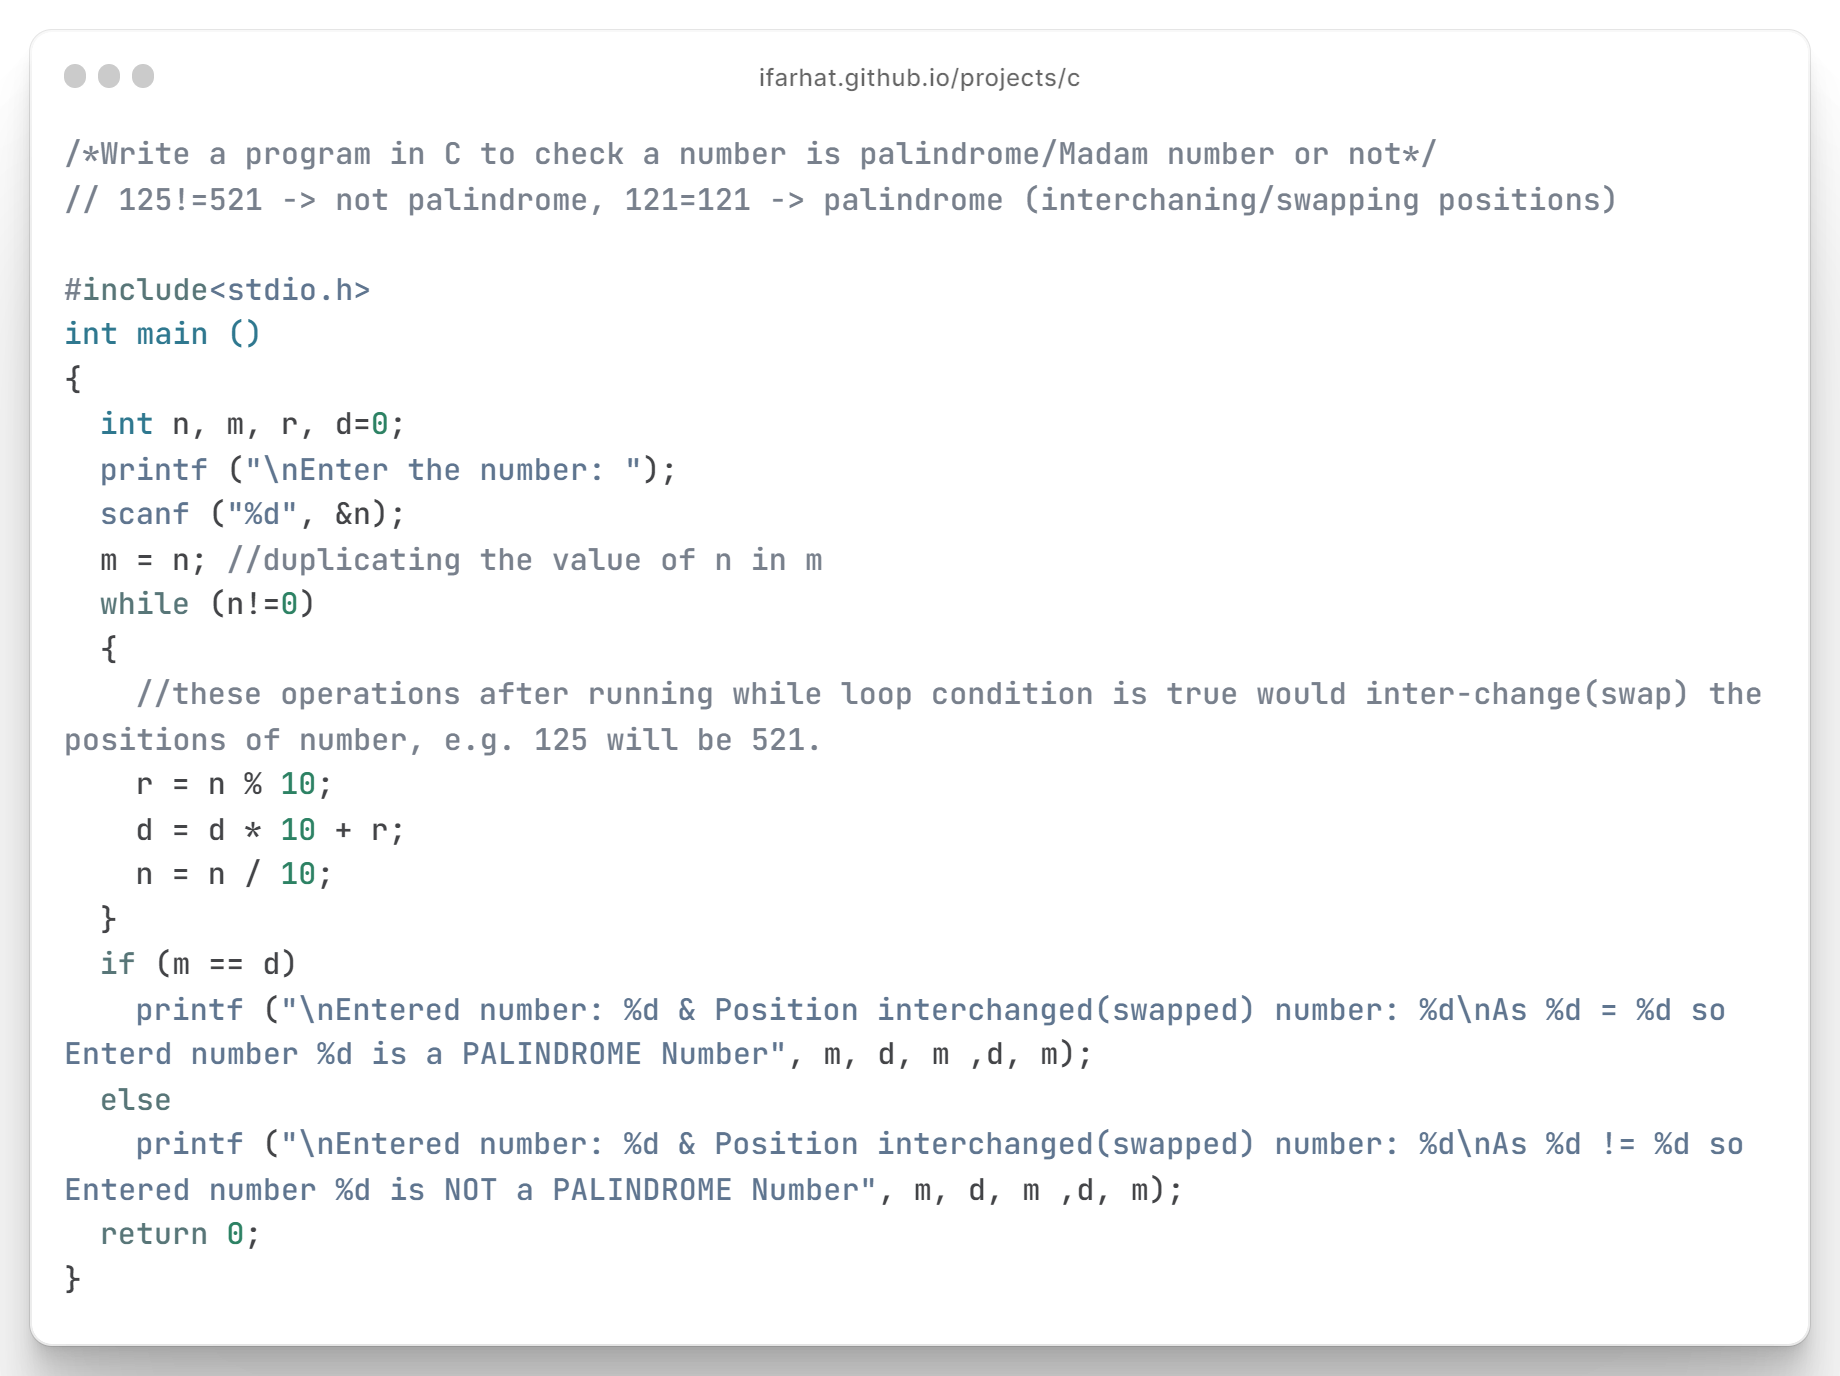 ifarhat.github.io/projects/c
/*Write a program in C to check a number is palindrome/Madam number or not*/
// 125!=521 -> not palindrome, 121=121 -> palindrome (interchaning/swapping positions)
#include<stdio.h>
int main ()
{
  int n, m, r, d=0;
  printf ("\nEnter the number: ");
  scanf ("%d", &n);
  m = n; //duplicating the value of n in m
  while (n!=0)
  {
    //these operations after running while loop condition is true would inter-change(swap) the
positions of number, e.g. 125 will be 521.
    r = n % 10;
    d = d * 10 + r;
    n = n / 10;
  }
  if (m == d)
    printf ("\nEntered number: %d & Position interchanged(swapped) number: %d\nAs %d = %d so
Enterd number %d is a PALINDROME Number", m, d, m ,d, m);
  else
    printf ("\nEntered number: %d & Position interchanged(swapped) number: %d\nAs %d != %d so
Entered number %d is NOT a PALINDROME Number", m, d, m ,d, m);
  return 0;
}